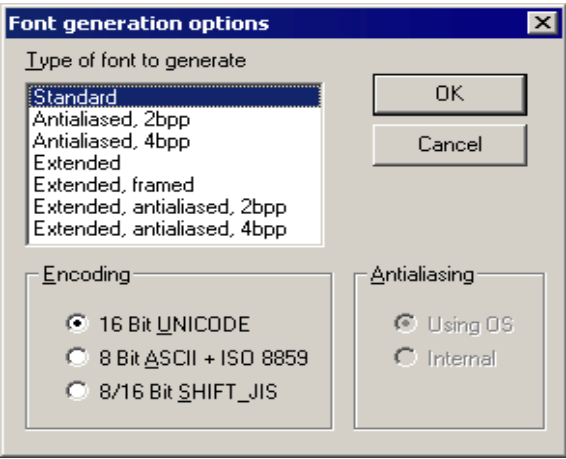 Font generation options
Type of font to generate
Standard
Antialiased, 2bpp
Antialiased, 4bpp
Extended
Extended, framed
Extended, antialiased, 2bpp
Extended, antialiased, 4bpp
OK
Cancel
Encoding
16 Bit UNICODE
8 Bit ASCII + ISO 8859
8/16 Bit SHIFT_JIS
Antialiasing
Using OS
Internal